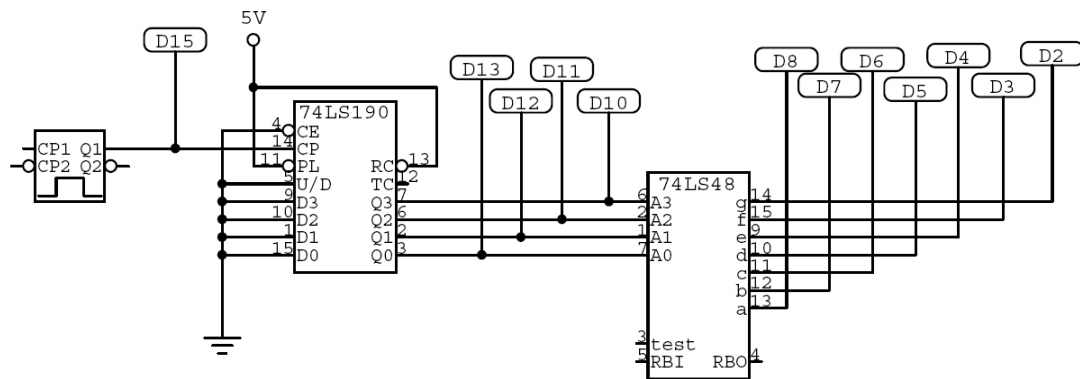 5V
D15
D13
D11
D12
D10
D8
D6
D4
D2
D7
D5
D3
74LS190
CP1 Q1
CP2 Q2
4 CE
14 CP
11 PL RC 13
5 U/D TC 12
9 D3 Q3 7
10 D2 Q2 6
1 D1 Q1 2
15 D0 Q0 3
74LS48
6 A3 g 14
2 A2 f 15
1 A1 e 9
7 A0 d 10
c 11
b 12
a 13
3 test
5 RBI RBO 4